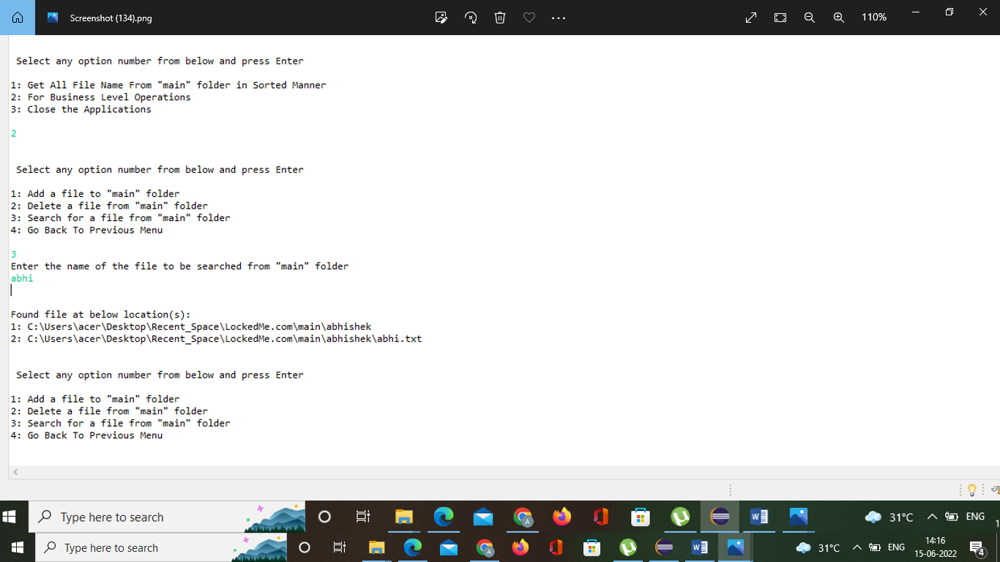 Screenshot (134).png
110%
Select any option number from below and press Enter
1: Get All File Name From "main" folder in Sorted Manner
2: For Business Level Operations
3: Close the Applications
2
Select any option number from below and press Enter
1: Add a file to "main" folder
2: Delete a file from "main" folder
3: Search for a file from "main" folder
4: Go Back To Previous Menu
3
Enter the name of the file to be searched from "main" folder
abhi
Found file at below location(s):
1: C:\Users\acer\Desktop\Recent_Space\LockedMe.com\main\abhishek
2: C:\Users\acer\Desktop\Recent_Space\LockedMe.com\main\abhishek\abhi.txt
Select any option number from below and press Enter
1: Add a file to "main" folder
2: Delete a file from "main" folder
3: Search for a file from "main" folder
4: Go Back To Previous Menu
Type here to search
A
W
31°C
ENG
1
Type here to search
A
W
31°C
ENG
14:16
15-06-2022
4